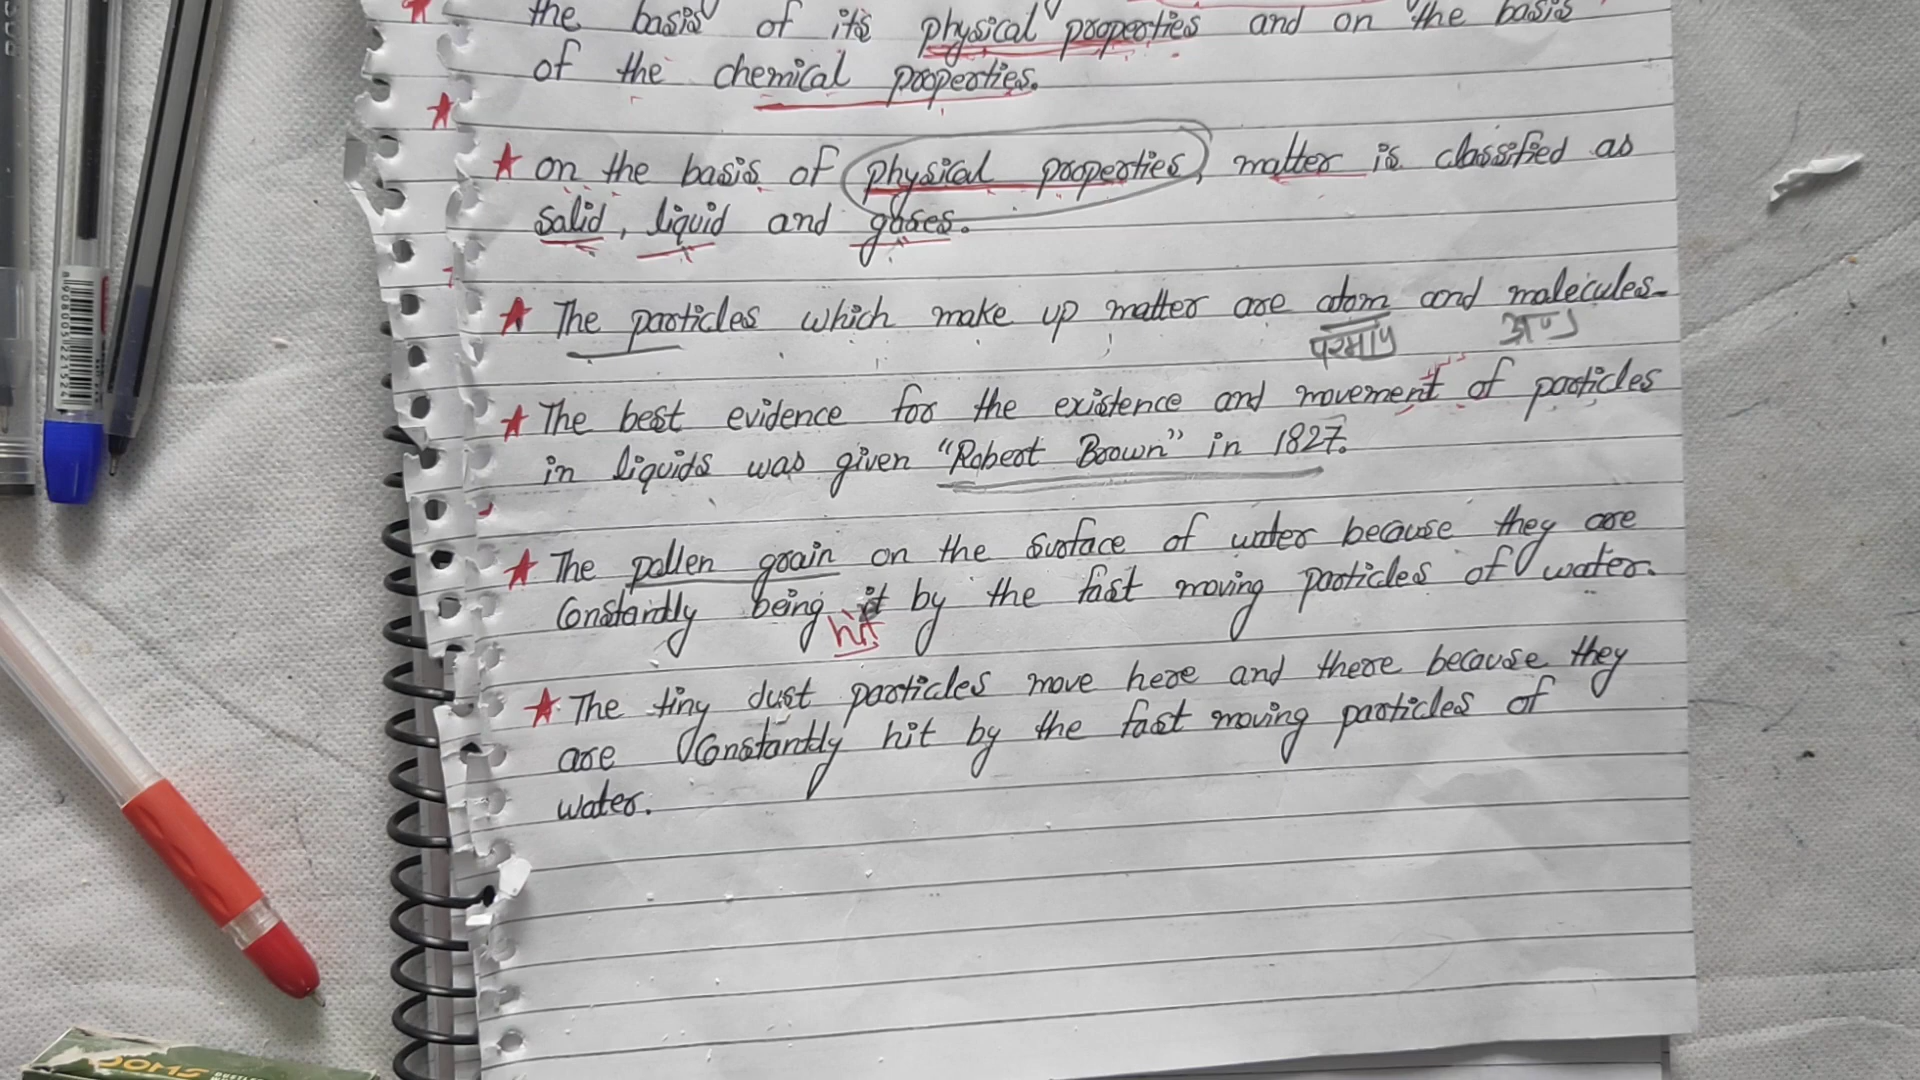 the basis of its physical properties and on the basis
of the chemical properties.
on the basis of physical properties, matter is classified as
salid, liquid and gases.
The particles which make up matter are atom and malecules.
परमाणु अणु
The best evidence for the existence and movement of particles
in liquids was given "Robert Brown" in 1827.
The pollen grain on the surface of water because they are
Constantly being it by the fast moving particles of water.
hit
The tiny dust particles move here and there because they
are Constantly hit by the fast moving particles of
water.
OOMS